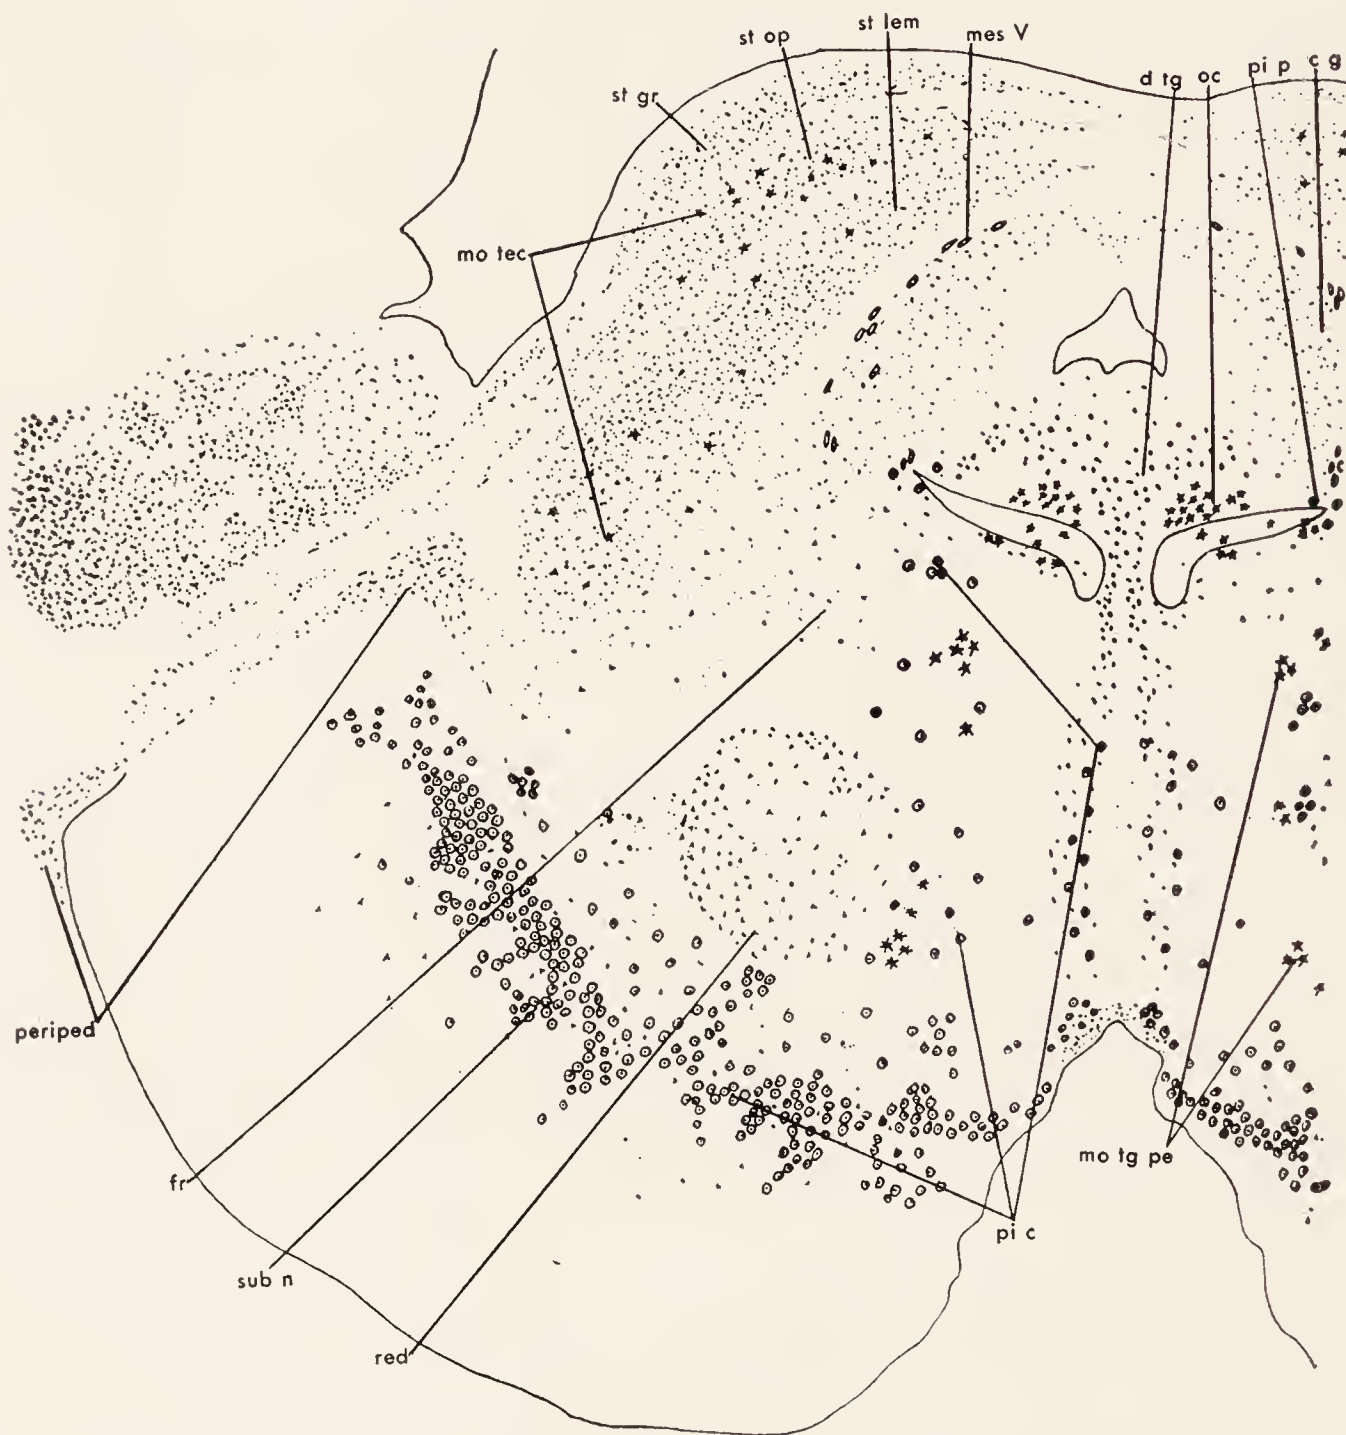 st lem
mes V
st op
c g
pi p
oc
d tg
st gr
mo tec
periped
mo tg pe
fr
pi c
sub n
red